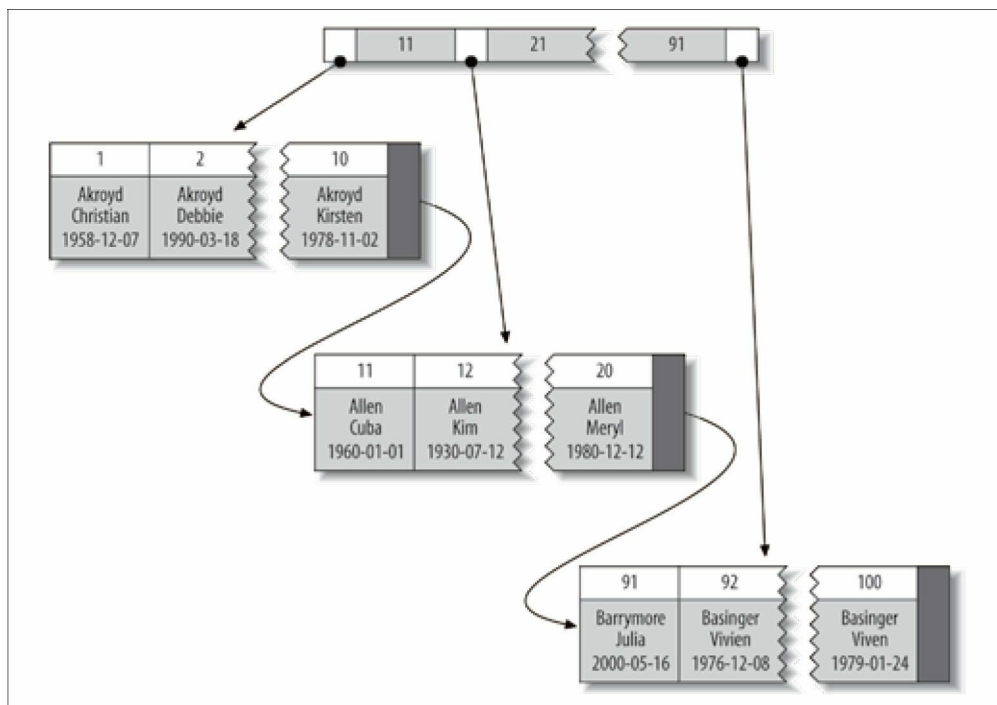 11 21 91
1 2 10
Akroyd Akroyd Akroyd
Christian Debbie Kirsten
1958-12-07 1990-03-18 1978-11-02
11 12 20
Allen Allen Allen
Cuba Kim Meryl
1960-01-01 1930-07-12 1980-12-12
91 92 100
Barrymore Basinger Basinger
Julia Vivien Viven
2000-05-16 1976-12-08 1979-01-24